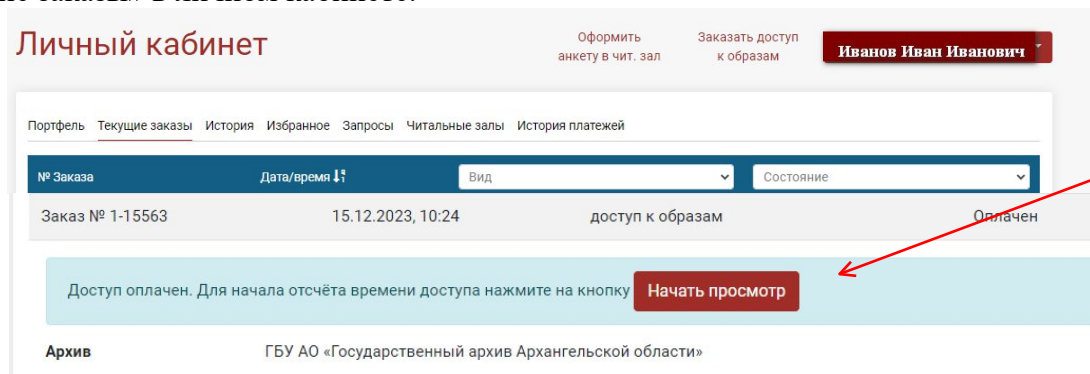 Личный кабинет
Оформить
анкету в чит. зал
Заказать доступ
к образам
Иванов Иван Иванович
Портфель Текущие заказы История Избранное Запросы Читальные залы История платежей
№ Заказа Дата/время Вид Состояние
Заказ № 1-15563 15.12.2023, 10:24 доступ к образам Оплачен
Доступ оплачен. Для начала отсчёта времени доступа нажмите на кнопку Начать просмотр
Архив ГБУ АО «Государственный архив Архангельской области»